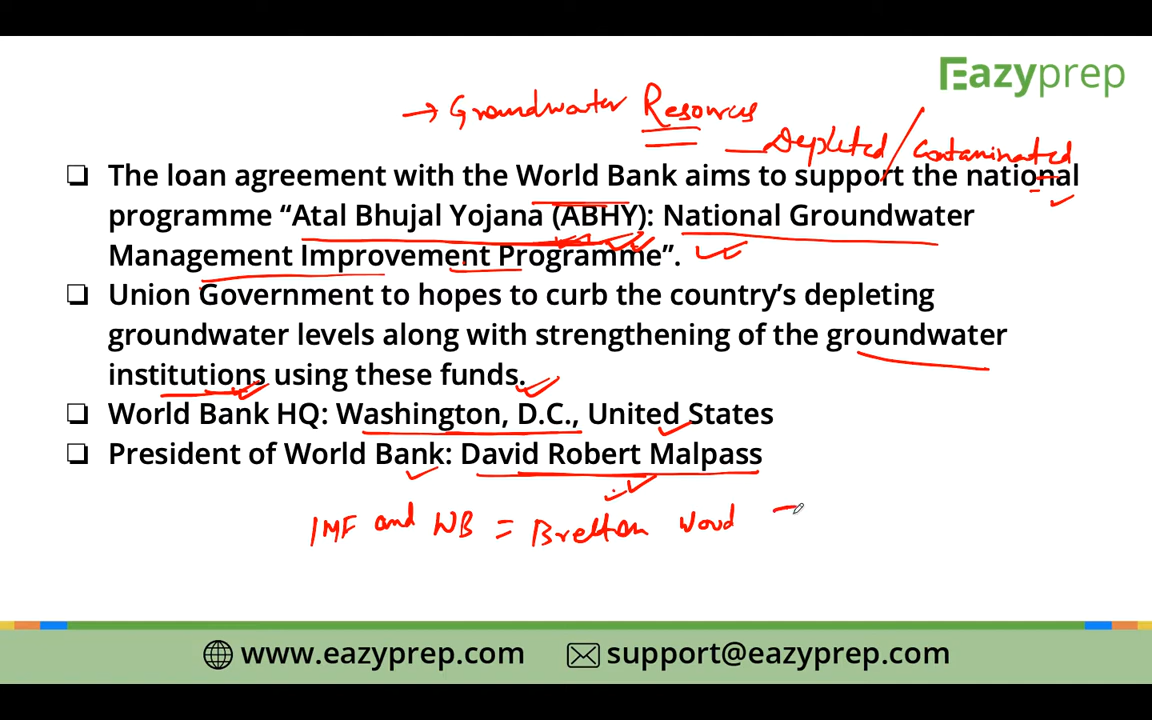 Eazyprep
→ Groundwater Resources
Depleted / Contaminated
❑ The loan agreement with the World Bank aims to support the national
programme “Atal Bhujal Yojana (ABHY): National Groundwater
Management Improvement Programme”.
❑ Union Government to hopes to curb the country’s depleting
groundwater levels along with strengthening of the groundwater
institutions using these funds.
❑ World Bank HQ: Washington, D.C., United States
❑ President of World Bank: David Robert Malpass
IMF and WB = Bretton Wood
www.eazyprep.com
support@eazyprep.com